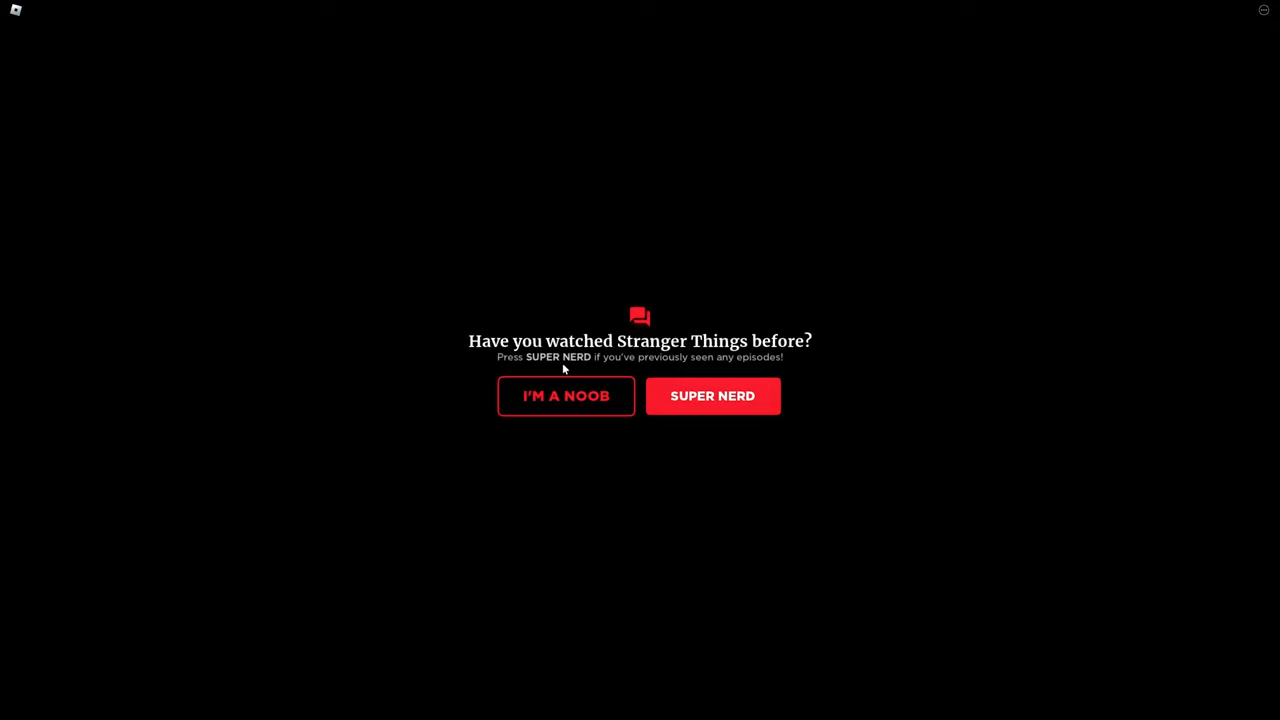 Have you watched Stranger Things before?
Press SUPER NERD if you've previously seen any episodes!
I'M A NOOB
SUPER NERD